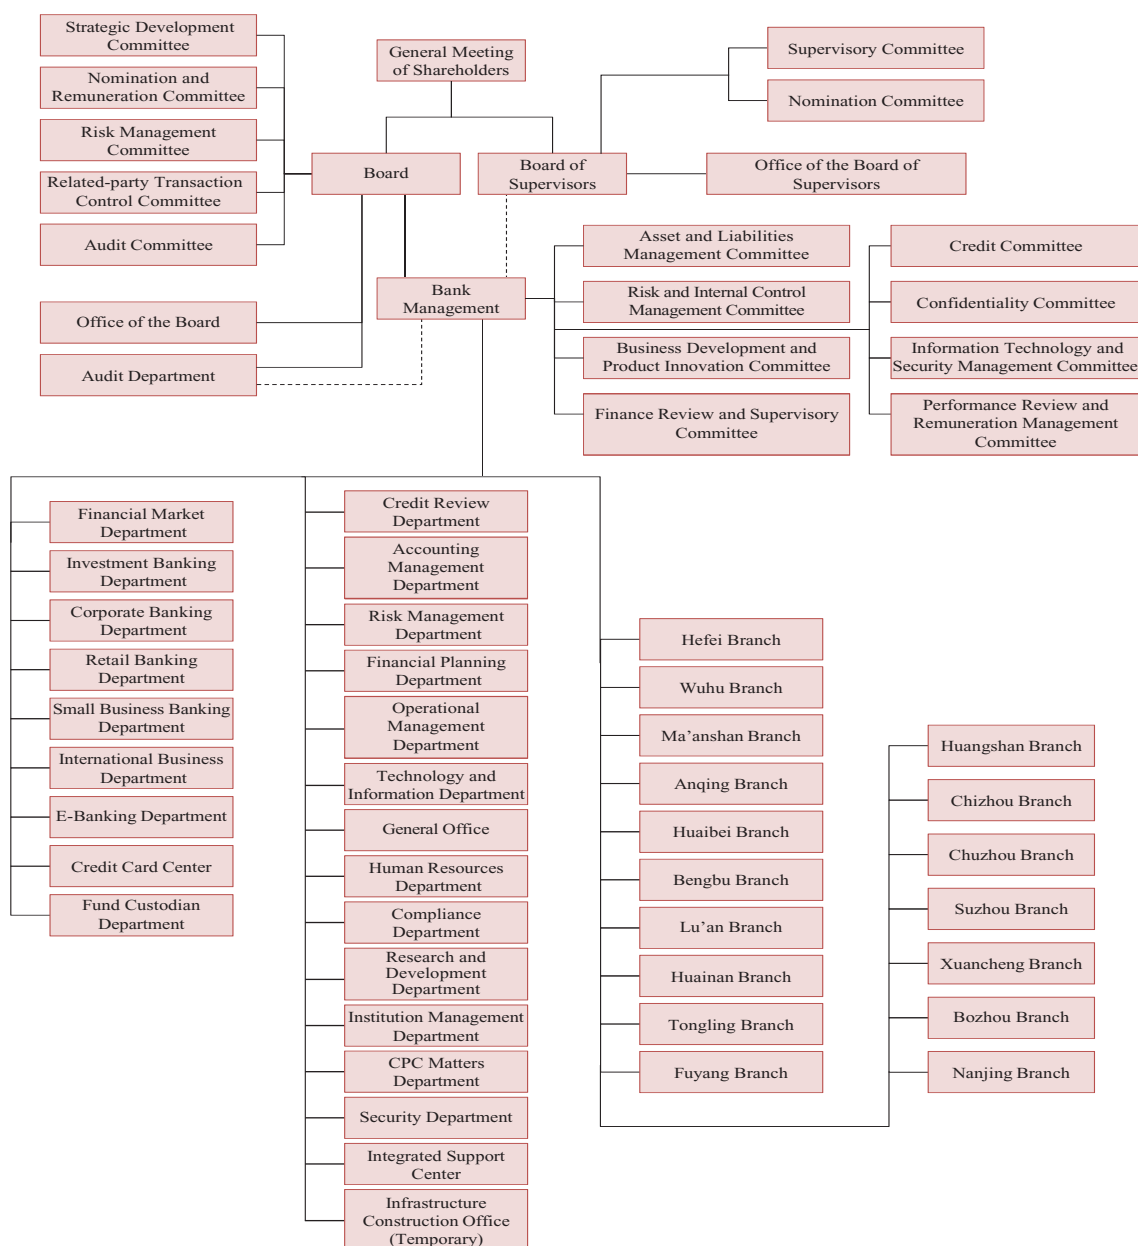 Strategic Development
Committee
Nomination and
Remuneration Committee
Risk Management
Committee
Related-party Transaction
Control Committee
Audit Committee
General Meeting
of Shareholders
Supervisory Committee
Nomination Committee
Board
Board of
Supervisors
Office of the Board of
Supervisors
Office of the Board
Audit Department
Bank
Management
Asset and Liabilities
Management Committee
Risk and Internal Control
Management Committee
Business Development and
Product Innovation Committee
Finance Review and Supervisory
Committee
Credit Committee
Confidentiality Committee
Information Technology and
Security Management Committee
Performance Review and
Remuneration Management
Committee
Financial Market
Department
Investment Banking
Department
Corporate Banking
Department
Retail Banking
Department
Small Business Banking
Department
International Business
Department
E-Banking Department
Credit Card Center
Fund Custodian
Department
Credit Review
Department
Accounting
Management
Department
Risk Management
Department
Financial Planning
Department
Operational
Management
Department
Technology and
Information Department
General Office
Human Resources
Department
Compliance
Department
Research and
Development
Department
Institution Management
Department
CPC Matters
Department
Security Department
Integrated Support
Center
Infrastructure
Construction Office
(Temporary)
Hefei Branch
Wuhu Branch
Ma’anshan Branch
Anqing Branch
Huaibei Branch
Bengbu Branch
Lu’an Branch
Huainan Branch
Tongling Branch
Fuyang Branch
Huangshan Branch
Chizhou Branch
Chuzhou Branch
Suzhou Branch
Xuancheng Branch
Bozhou Branch
Nanjing Branch